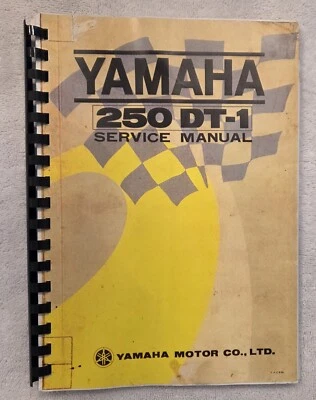 YAMAHA
250 DT-1
SERVICE MANUAL
YAMAHA MOTOR CO., LTD.